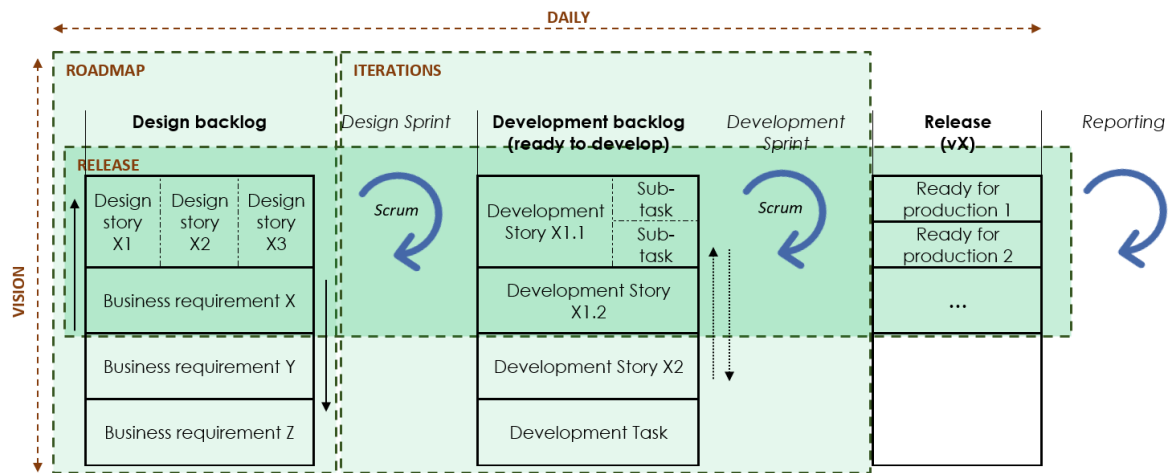 DAILY
VISION
ROADMAP
ITERATIONS
Design backlog
Design Sprint
Development backlog
(ready to develop)
Development
Sprint
Release
(vX)
Reporting
RELEASE
Design
story
X1
Design
story
X2
Design
story
X3
Business requirement X
Business requirement Y
Business requirement Z
Scrum
Development
Story X1.1
Sub-
task
Sub-
task
Development Story
X1.2
Development Story X2
Development Task
Scrum
Ready for
production 1
Ready for
production 2
...